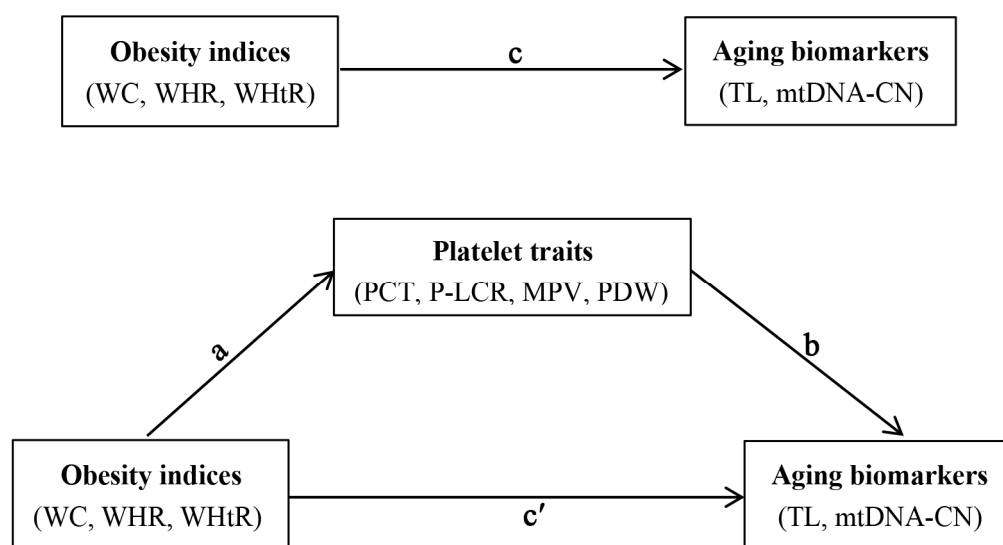 Obesity indices
(WC, WHR, WHtR)
c
Aging biomarkers
(TL, mtDNA-CN)
Platelet traits
(PCT, P-LCR, MPV, PDW)
a
b
Obesity indices
(WC, WHR, WHtR)
c′
Aging biomarkers
(TL, mtDNA-CN)